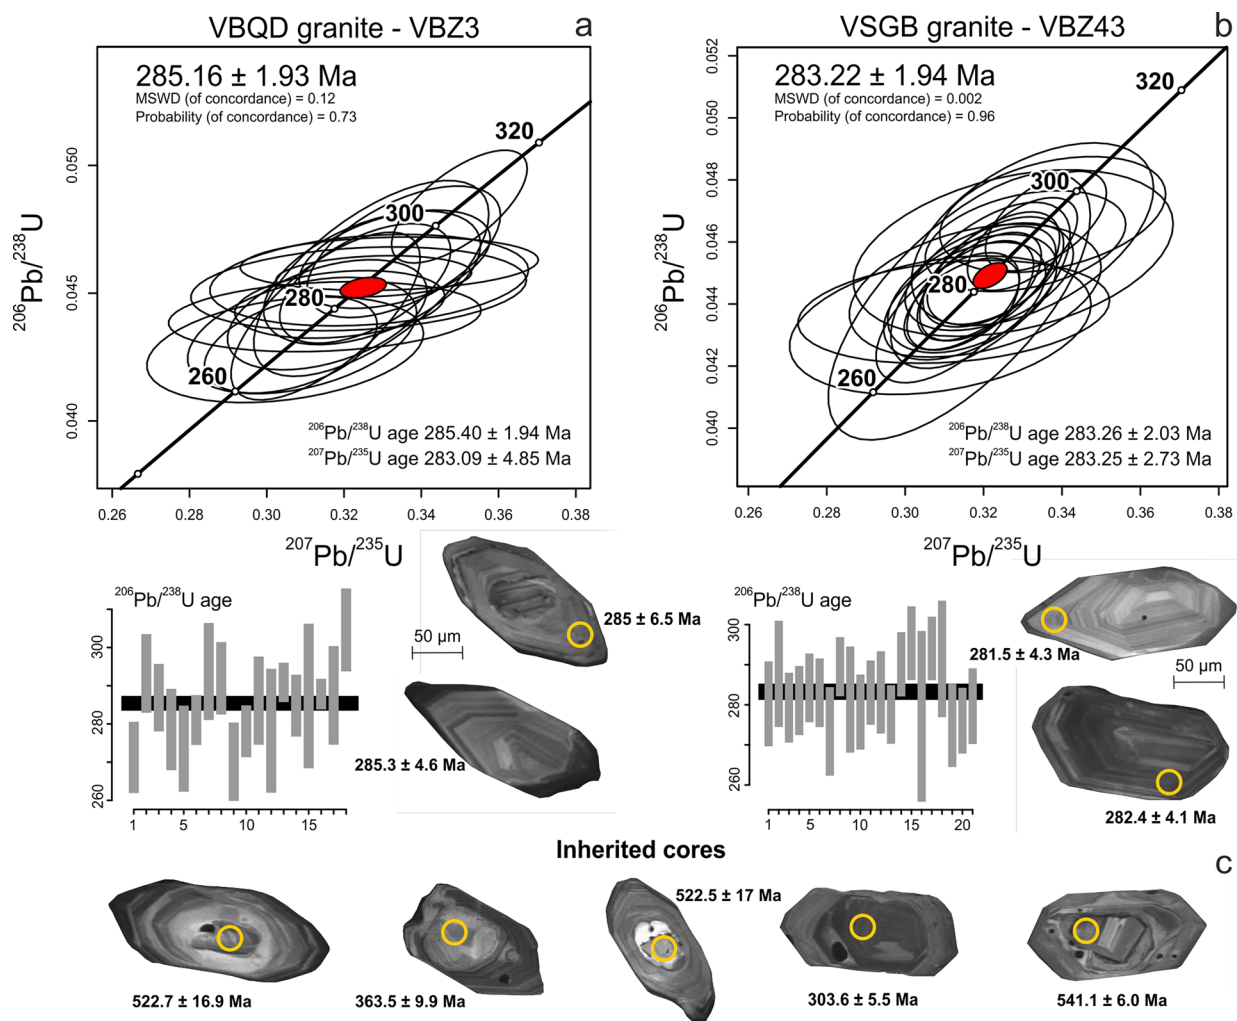 VBQD granite - VBZ3
a
285.16 ± 1.93 Ma
MSWD (of concordance) = 0.12
Probability (of concordance) = 0.73
320
300
280
260
0.050
0.045
0.040
206Pb/238U
206Pb/238U age 285.40 ± 1.94 Ma
207Pb/235U age 283.09 ± 4.85 Ma
0.26 0.28 0.30 0.32 0.34 0.36 0.38
207Pb/235U
VSGB granite - VBZ43
b
283.22 ± 1.94 Ma
MSWD (of concordance) = 0.002
Probability (of concordance) = 0.96
320
300
280
260
0.052
0.050
0.048
0.046
0.044
0.042
0.040
206Pb/238U
206Pb/238U age 283.26 ± 2.03 Ma
207Pb/235U age 283.25 ± 2.73 Ma
0.26 0.28 0.30 0.32 0.34 0.36 0.38
207Pb/235U
206Pb/238U age
300
280
260
1 5 10 15
50 µm
285 ± 6.5 Ma
285.3 ± 4.6 Ma
206Pb/238U age
300
280
260
1 5 10 15 20
281.5 ± 4.3 Ma
50 µm
282.4 ± 4.1 Ma
Inherited cores
c
522.7 ± 16.9 Ma
363.5 ± 9.9 Ma
522.5 ± 17 Ma
303.6 ± 5.5 Ma
541.1 ± 6.0 Ma